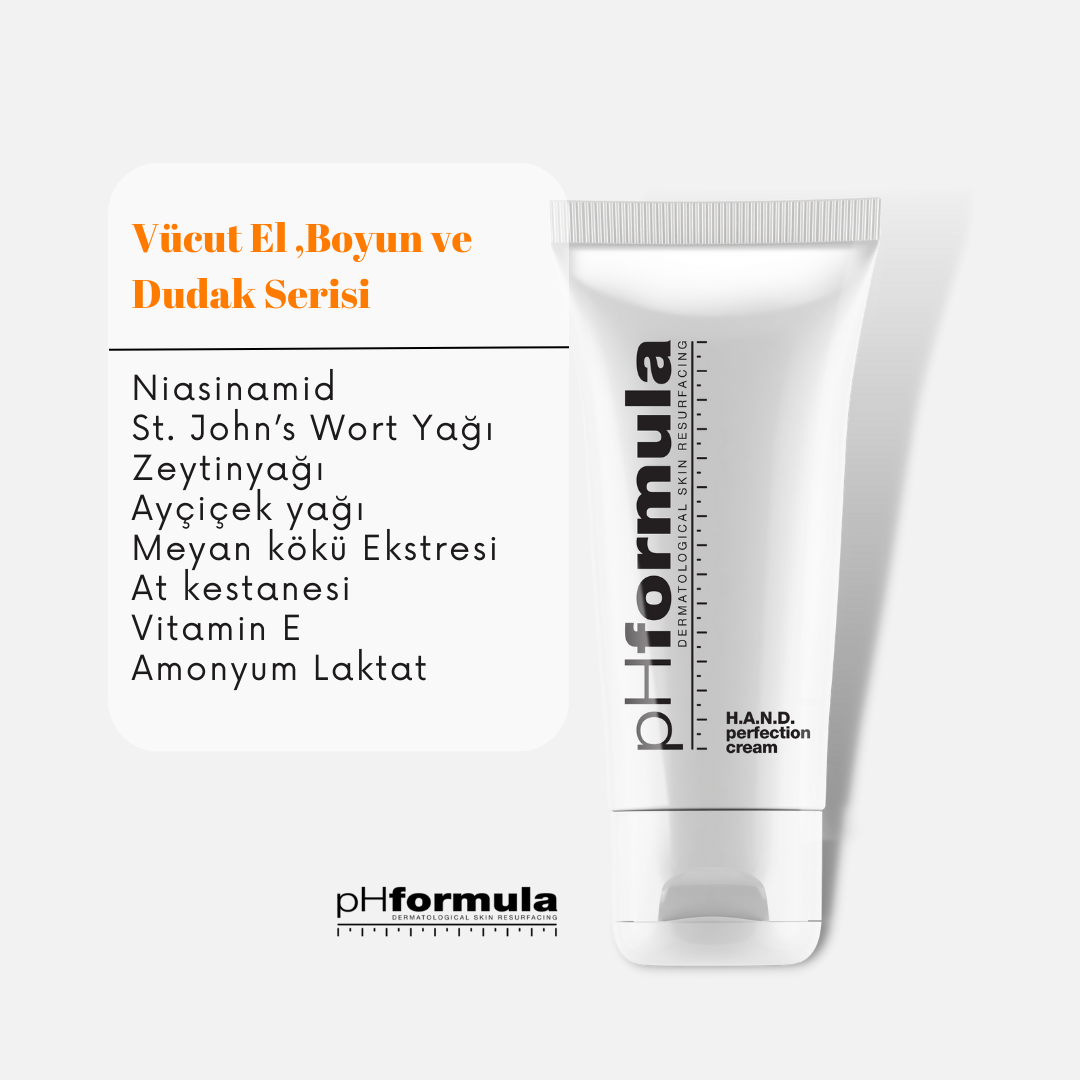 Vücut El ,Boyun ve
Dudak Serisi
Niasinamid
St. John’s Wort Yağı
Zeytinyağı
Ayçiçek yağı
Meyan kökü Ekstresi
At kestanesi
Vitamin E
Amonyum Laktat
pHformula
DERMATOLOGICAL SKIN RESURFACING
H.A.N.D.
perfection
cream
pHformula
DERMATOLOGICAL SKIN RESURFACING